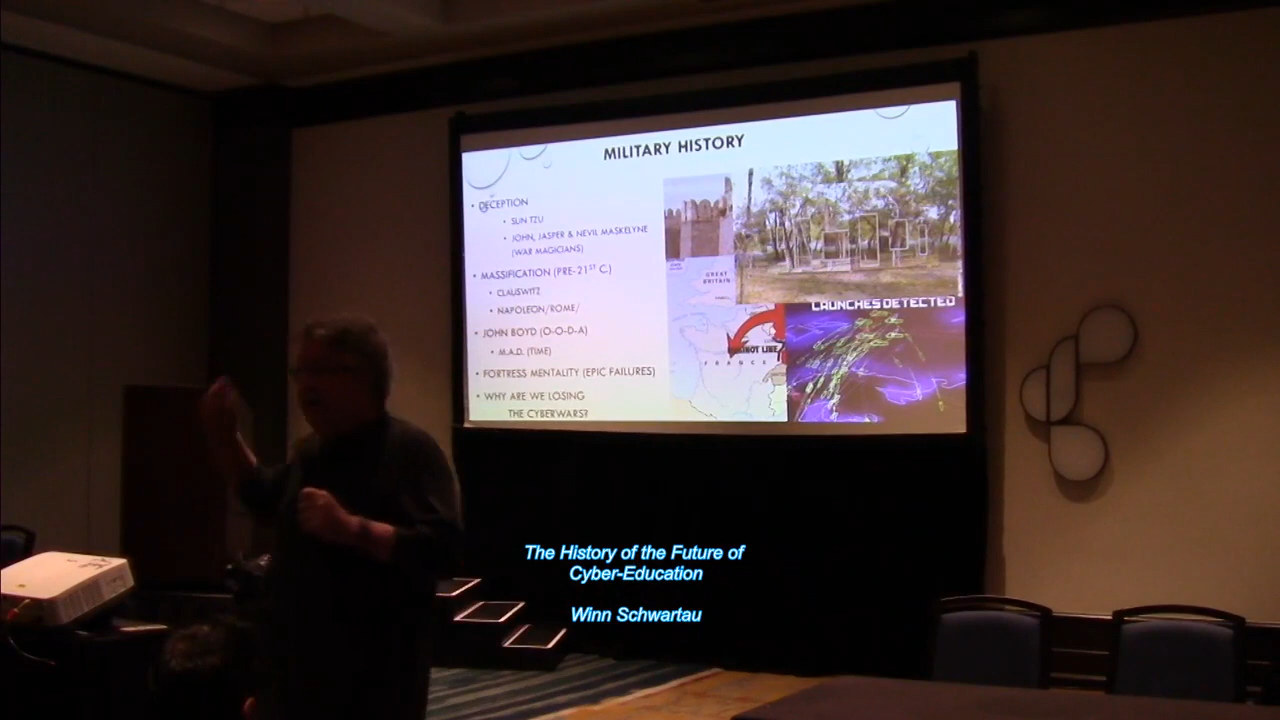 MILITARY HISTORY
• DECEPTION
• SUN TZU
• JOHN, JASPER & NEVIL MASKELYNE
(WAR MAGICIANS)
• MASSIFICATION (PRE-21ST C.)
• CLAUSWITZ
• NAPOLEON/ROME/
• JOHN BOYD (O-O-D-A)
• M.A.D. (TIME)
• FORTRESS MENTALITY (EPIC FAILURES)
• WHY ARE WE LOSING
THE CYBERWARS?
GREAT
BRITAIN
LINE
FRANCE
LAUNCHES DETECTED
The History of the Future of
Cyber-Education
Winn Schwartau